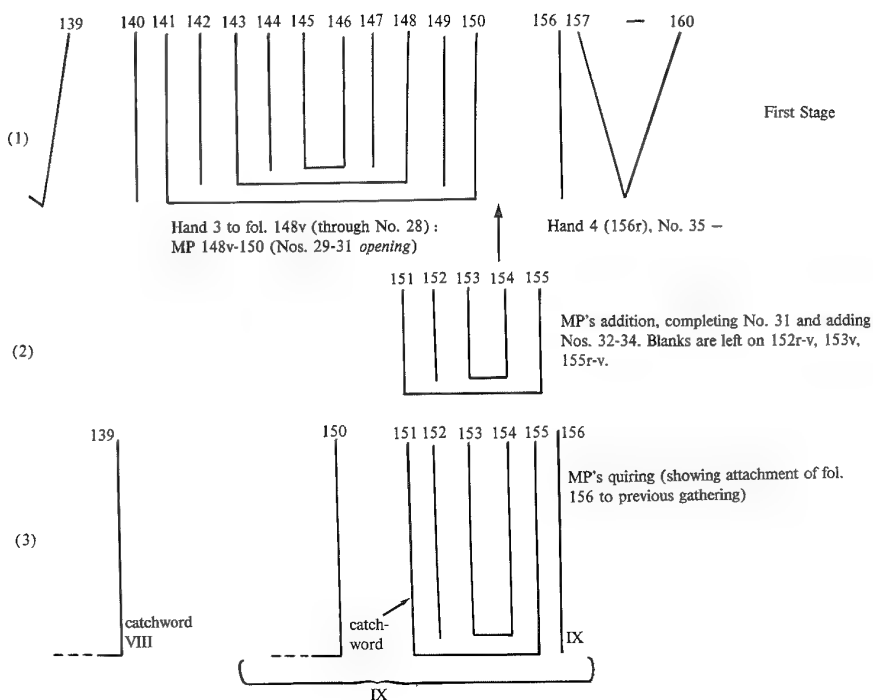 139 140 141 142 143 144 145 146 147 148 149 150 156 157 — 160
(1)
First Stage
Hand 3 to fol. 148v (through No. 28) :
MP 148v-150 (Nos. 29-31 opening)
Hand 4 (156r), No. 35 –
151 152 153 154 155
(2)
MP's addition, completing No. 31 and adding
Nos. 32-34. Blanks are left on 152r-v, 153v,
155r-v.
139 150 151 152 153 154 155 156
MP's quiring (showing attachment of fol.
156 to previous gathering)
(3)
catchword
VIII
catch-
word
IX
IX